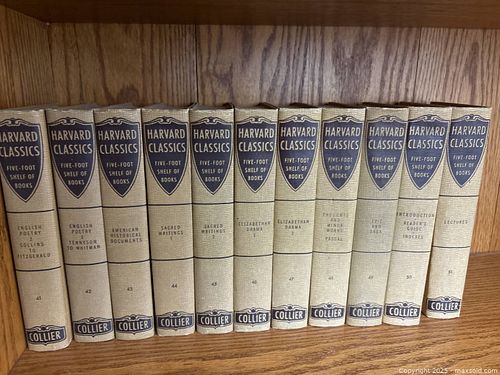 HARVARD
CLASSICS
FIVE-FOOT
SHELF OF
BOOKS
ENGLISH
POETRY
2
COLLINS
TO
FITZGERALD
41
COLLIER
HARVARD
CLASSICS
FIVE-FOOT
SHELF OF
BOOKS
ENGLISH
POETRY
3
TENNYSON
TO WHITMAN
42
COLLIER
HARVARD
CLASSICS
FIVE-FOOT
SHELF OF
BOOKS
AMERICAN
HISTORICAL
DOCUMENTS
43
COLLIER
HARVARD
CLASSICS
FIVE-FOOT
SHELF OF
BOOKS
SACRED
WRITINGS
1
44
COLLIER
HARVARD
CLASSICS
FIVE-FOOT
SHELF OF
BOOKS
SACRED
WRITINGS
2
45
COLLIER
HARVARD
CLASSICS
FIVE-FOOT
SHELF OF
BOOKS
ELIZABETHAN
DRAMA
1
46
COLLIER
HARVARD
CLASSICS
FIVE-FOOT
SHELF OF
BOOKS
ELIZABETHAN
DRAMA
2
47
COLLIER
HARVARD
CLASSICS
FIVE-FOOT
SHELF OF
BOOKS
THOUGHTS
AND
MINOR
WORKS
PASCAL
48
COLLIER
HARVARD
CLASSICS
FIVE-FOOT
SHELF OF
BOOKS
EPIC
AND
SAGA
49
COLLIER
HARVARD
CLASSICS
FIVE-FOOT
SHELF OF
BOOKS
INTRODUCTION
READER'S
GUIDE
INDEXES
50
COLLIER
HARVARD
CLASSICS
FIVE-FOOT
SHELF OF
BOOKS
LECTURES
51
COLLIER
Copyright 2025 - maxsold.com